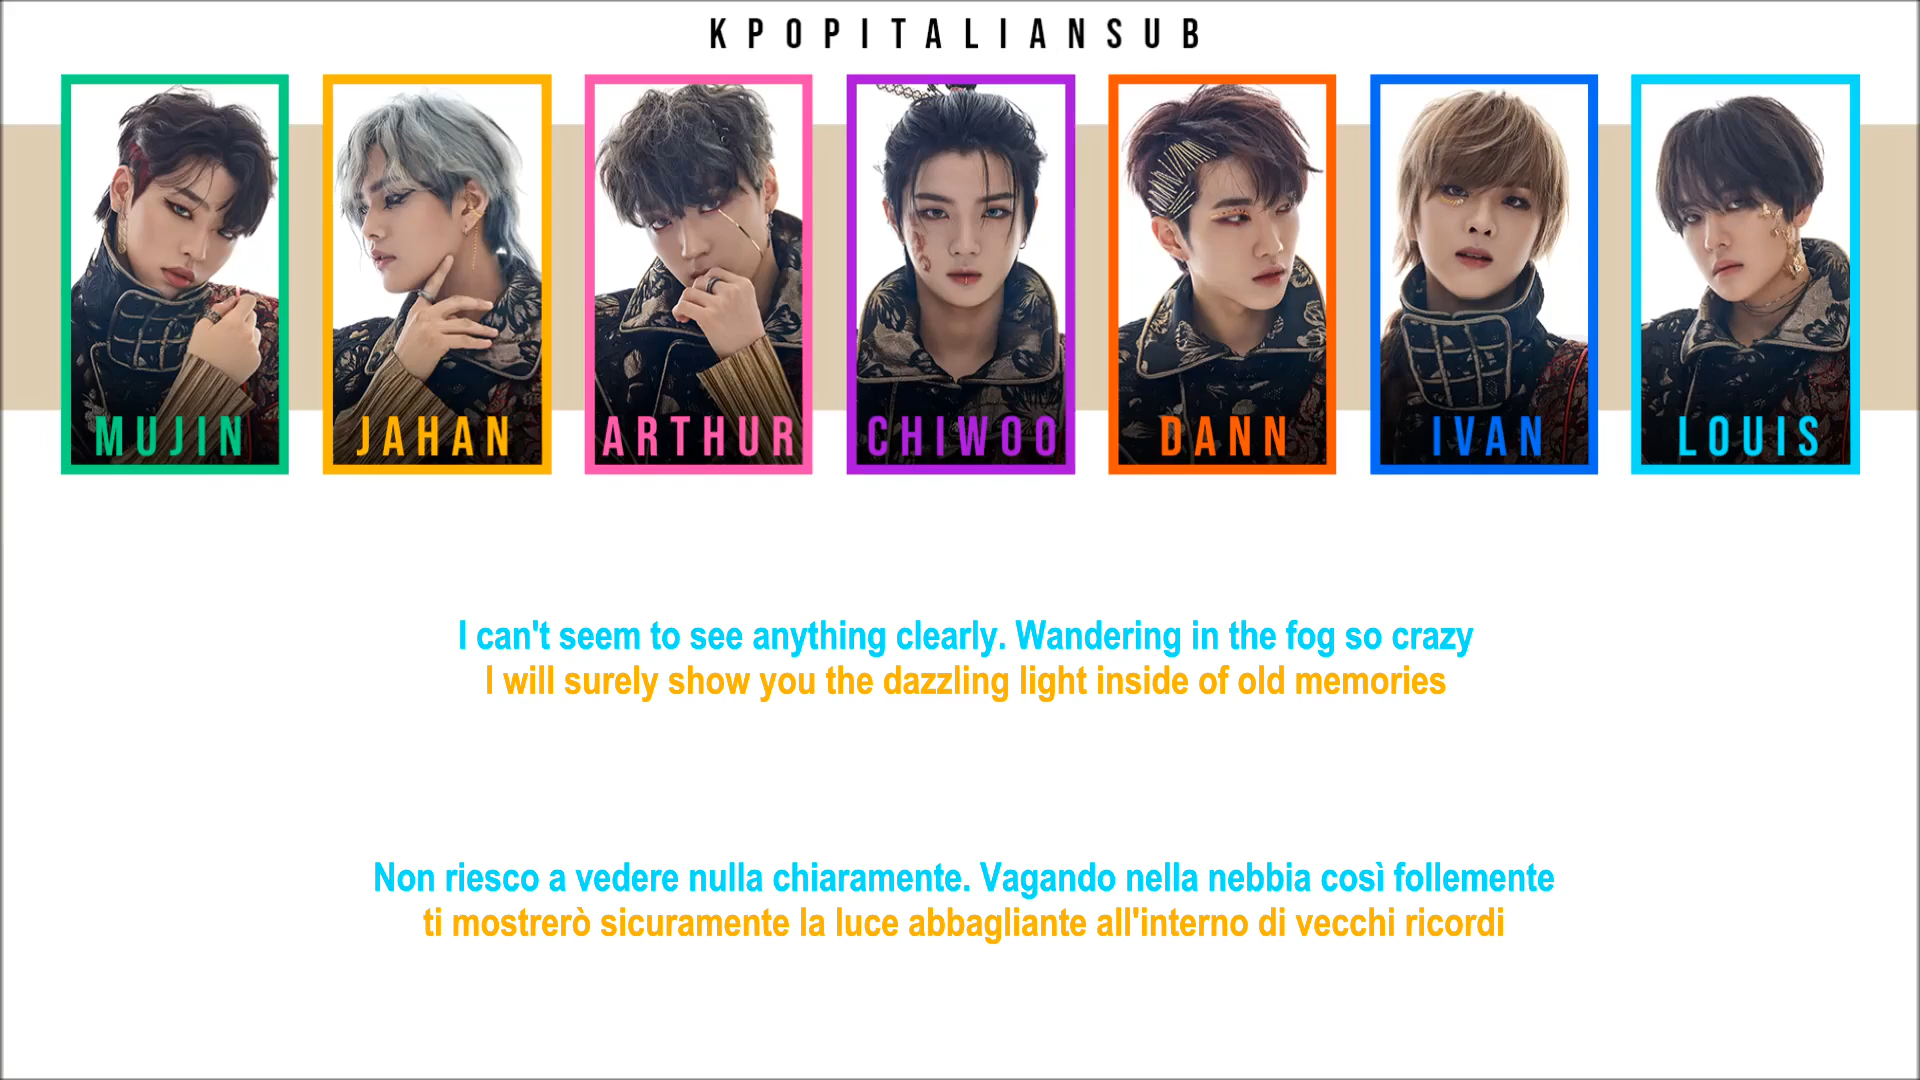 KPOPITALIANSUB
MUJIN
JAHAN
ARTHUR
CHIWOO
DANN
IVAN
LOUIS
I can't seem to see anything clearly. Wandering in the fog so crazy
I will surely show you the dazzling light inside of old memories
Non riesco a vedere nulla chiaramente. Vagando nella nebbia così follemente
ti mostrerò sicuramente la luce abbagliante all'interno di vecchi ricordi